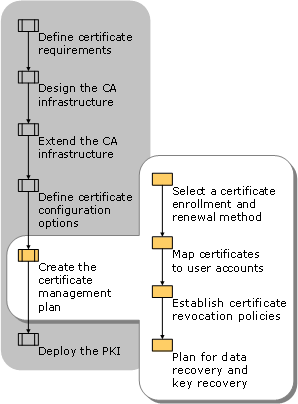 Define certificate
requirements
Design the CA
infrastructure
Extend the CA
infrastructure
Define certificate
configuration
options
Create the
certificate
management
plan
Deploy the PKI
Select a certificate
enrollment and
renewal method
Map certificates
to user accounts
Establish certificate
revocation policies
Plan for data
recovery and
key recovery